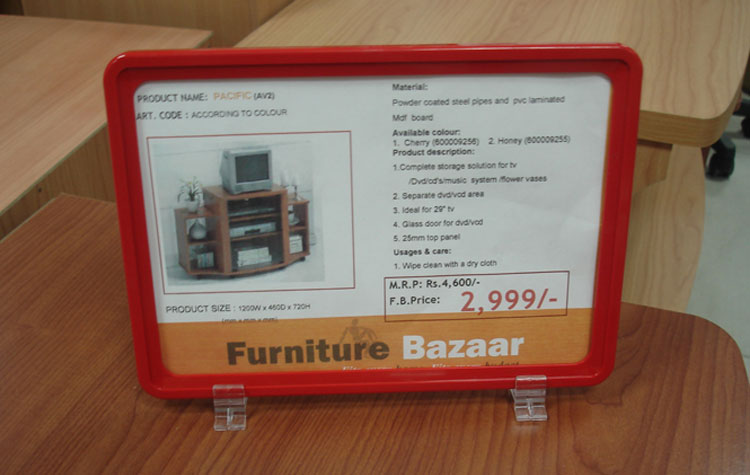 PRODUCT NAME: PACIFIC (AV2)
ART. CODE : ACCORDING TO COLOUR
PRODUCT SIZE : 1200W x 460D x 720H
Material:
Powder coated steel pipes and pvc laminated
Mdf board
Available colour:
1. Cherry (600009256) 2. Honey (600009255)
Product description:
1.Complete storage solution for tv
/Dvd/cd's/music system /flower vases
2. Separate dvd/vcd area
3. Ideal for 29" tv
4. Glass door for dvd/vcd
5. 25mm top panel
Usages & care:
1. Wipe clean with a dry cloth
M.R.P: Rs.4,600/-
F.B.Price: 2,999/-
Furniture Bazaar